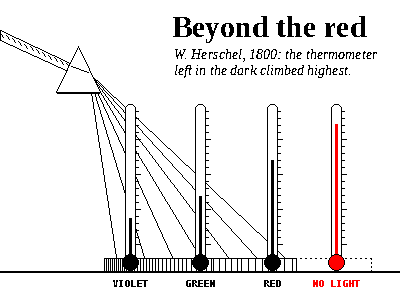 Beyond the red
W. Herschel, 1800: the thermometer
left in the dark climbed highest.
VIOLET GREEN RED NO LIGHT